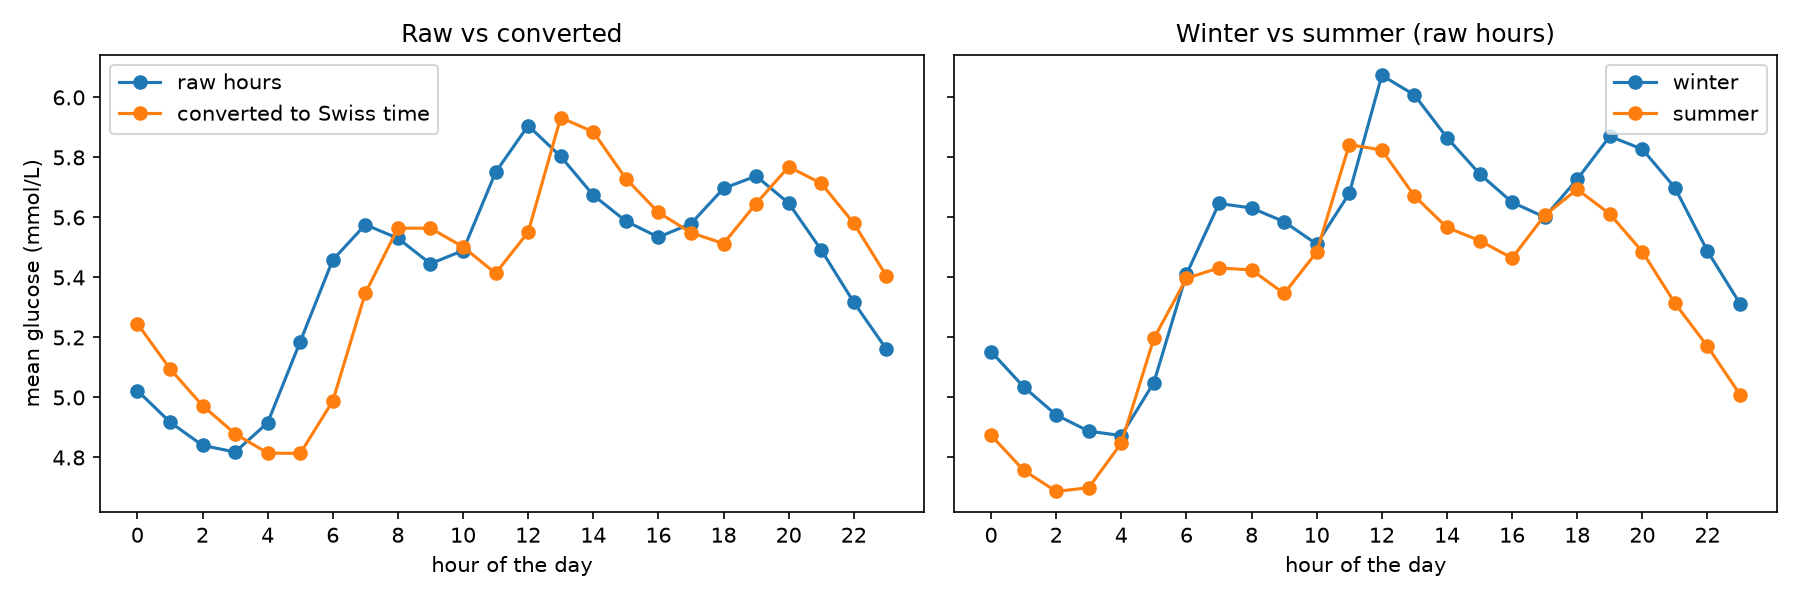 Raw vs converted
raw hours
converted to Swiss time
mean glucose (mmol/L)
6.0
5.8
5.6
5.4
5.2
5.0
4.8
0 2 4 6 8 10 12 14 16 18 20 22
hour of the day
Winter vs summer (raw hours)
winter
summer
0 2 4 6 8 10 12 14 16 18 20 22
hour of the day